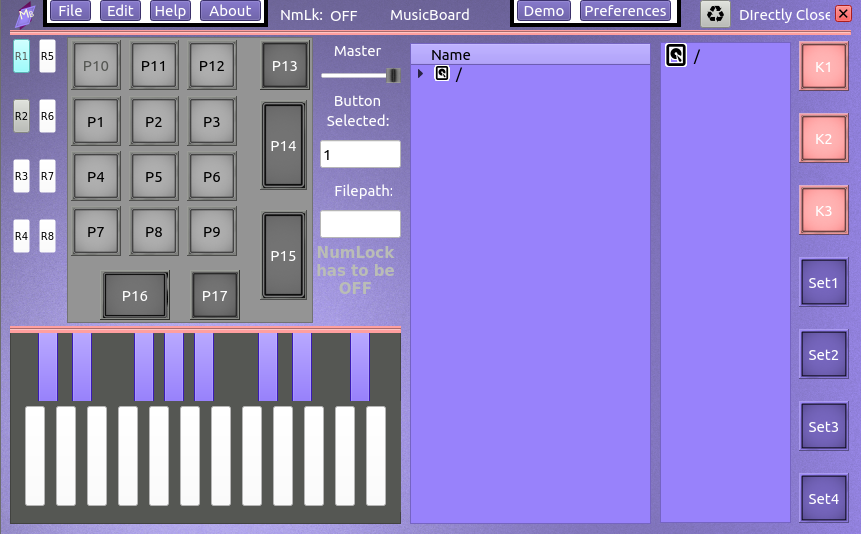 MB File Edit Help About NmLk: OFF MusicBoard Demo Preferences DIrectly Close
R1 R5
R2 R6
R3 R7
R4 R8
P10 P11 P12 P13
P1 P2 P3 P14
P4 P5 P6
P7 P8 P9 P15
P16 P17
Master
Button
Selected:
1
Filepath:
NumLock
has to be
OFF
Name
/
/
K1
K2
K3
Set1
Set2
Set3
Set4